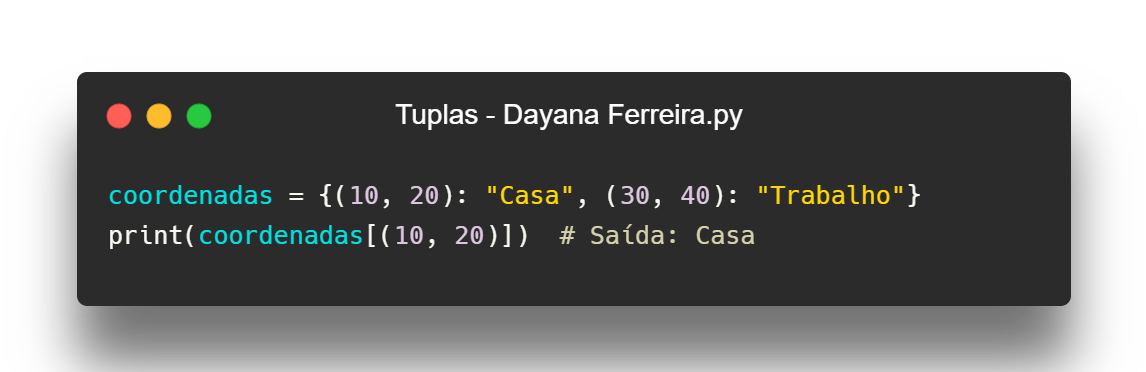 Tuplas - Dayana Ferreira.py
coordenadas = {(10, 20): "Casa", (30, 40): "Trabalho"}
print(coordenadas[(10, 20)])  # Saída: Casa